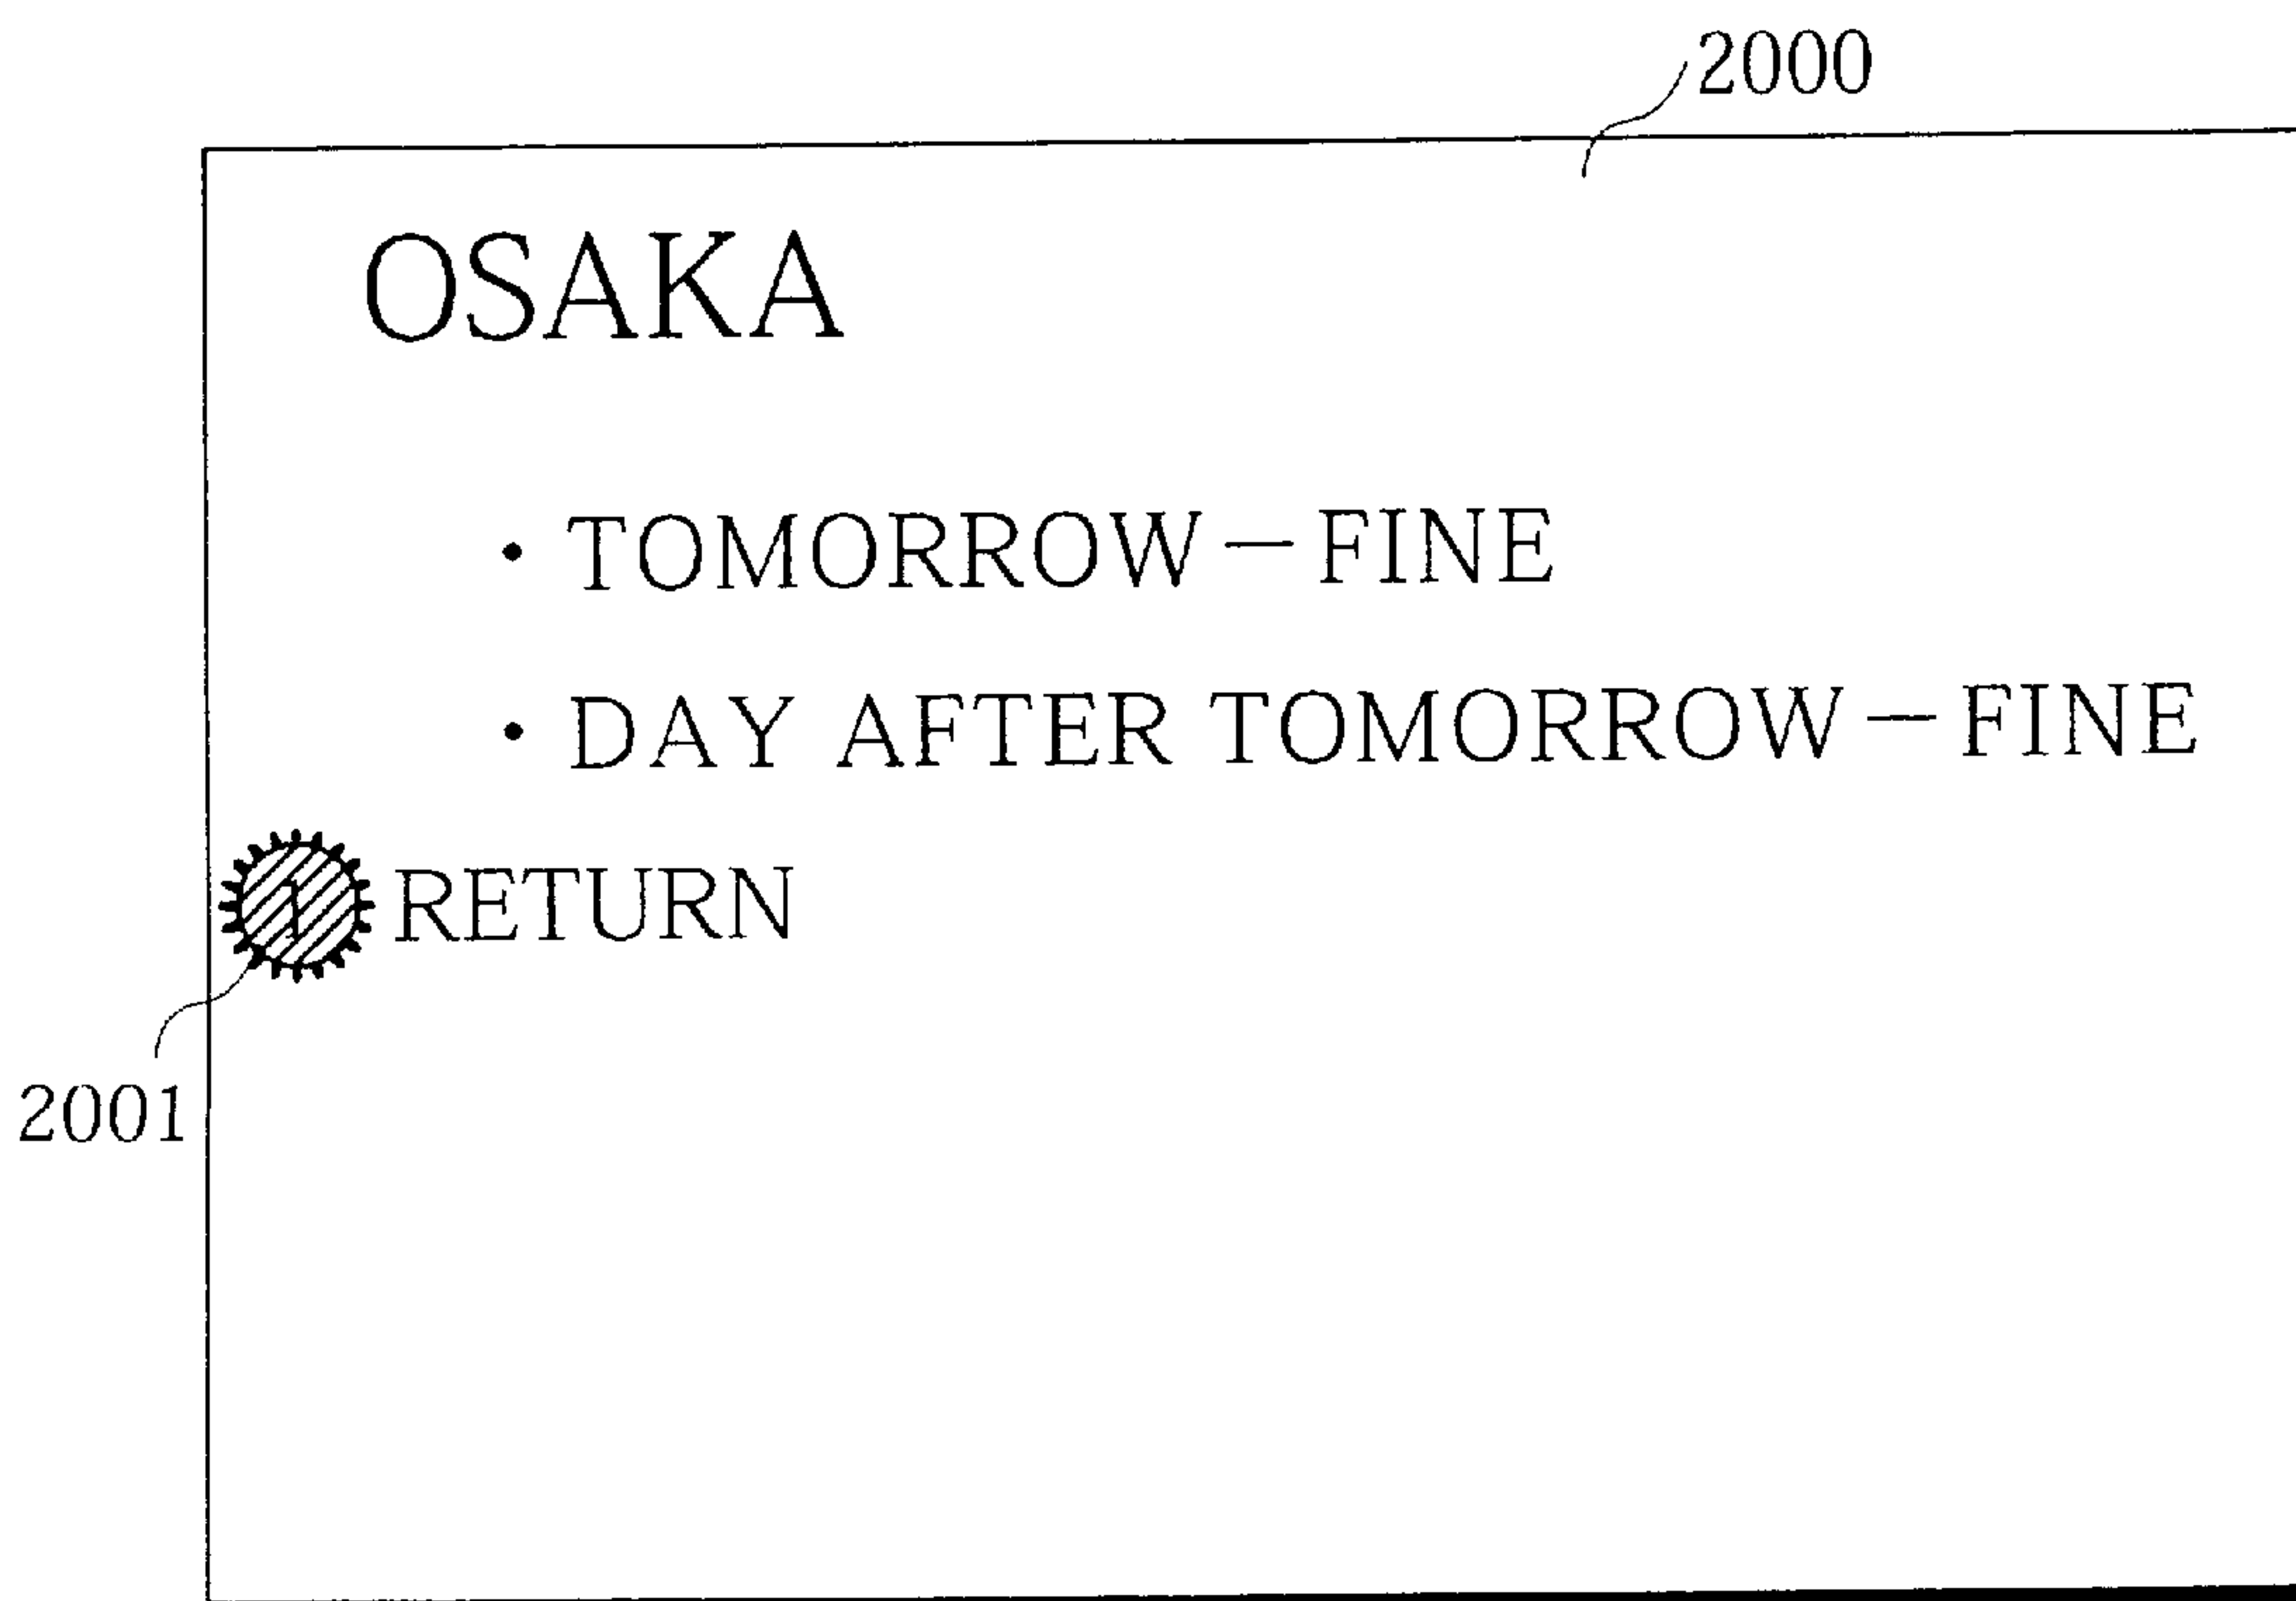 2000
OSAKA
• TOMORROW—FINE
• DAY AFTER TOMORROW—FINE
1 RETURN
2001